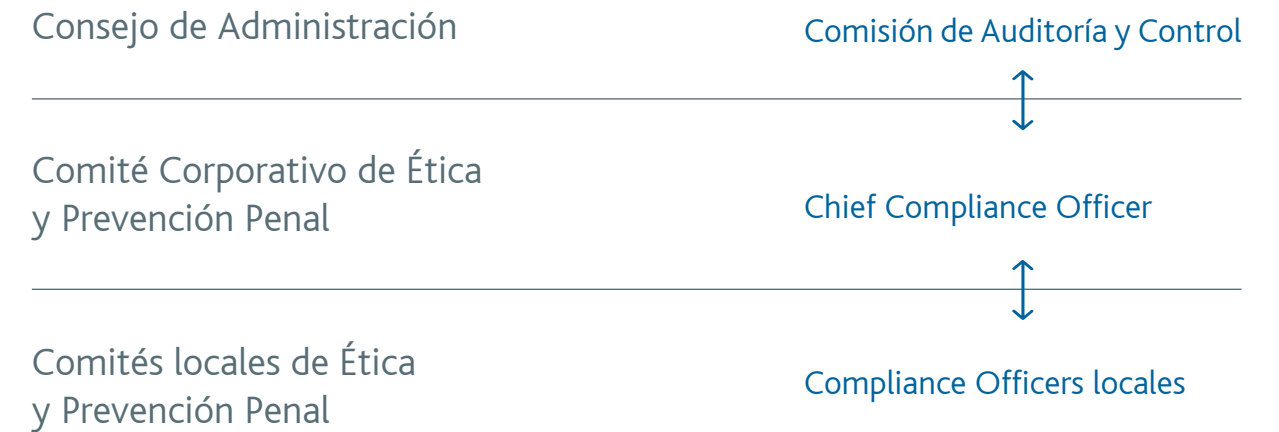 Consejo de Administración
Comisión de Auditoría y Control
Comité Corporativo de Ética
y Prevención Penal
Chief Compliance Officer
Comités locales de Ética
y Prevención Penal
Compliance Officers locales